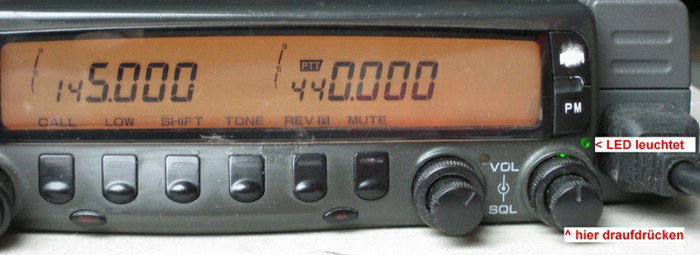 145.000
PTT 440.000
CALL LOW SHIFT TONE REV MUTE
PM
< LED leuchtet
VOL
SQL
^ hier draufdrücken